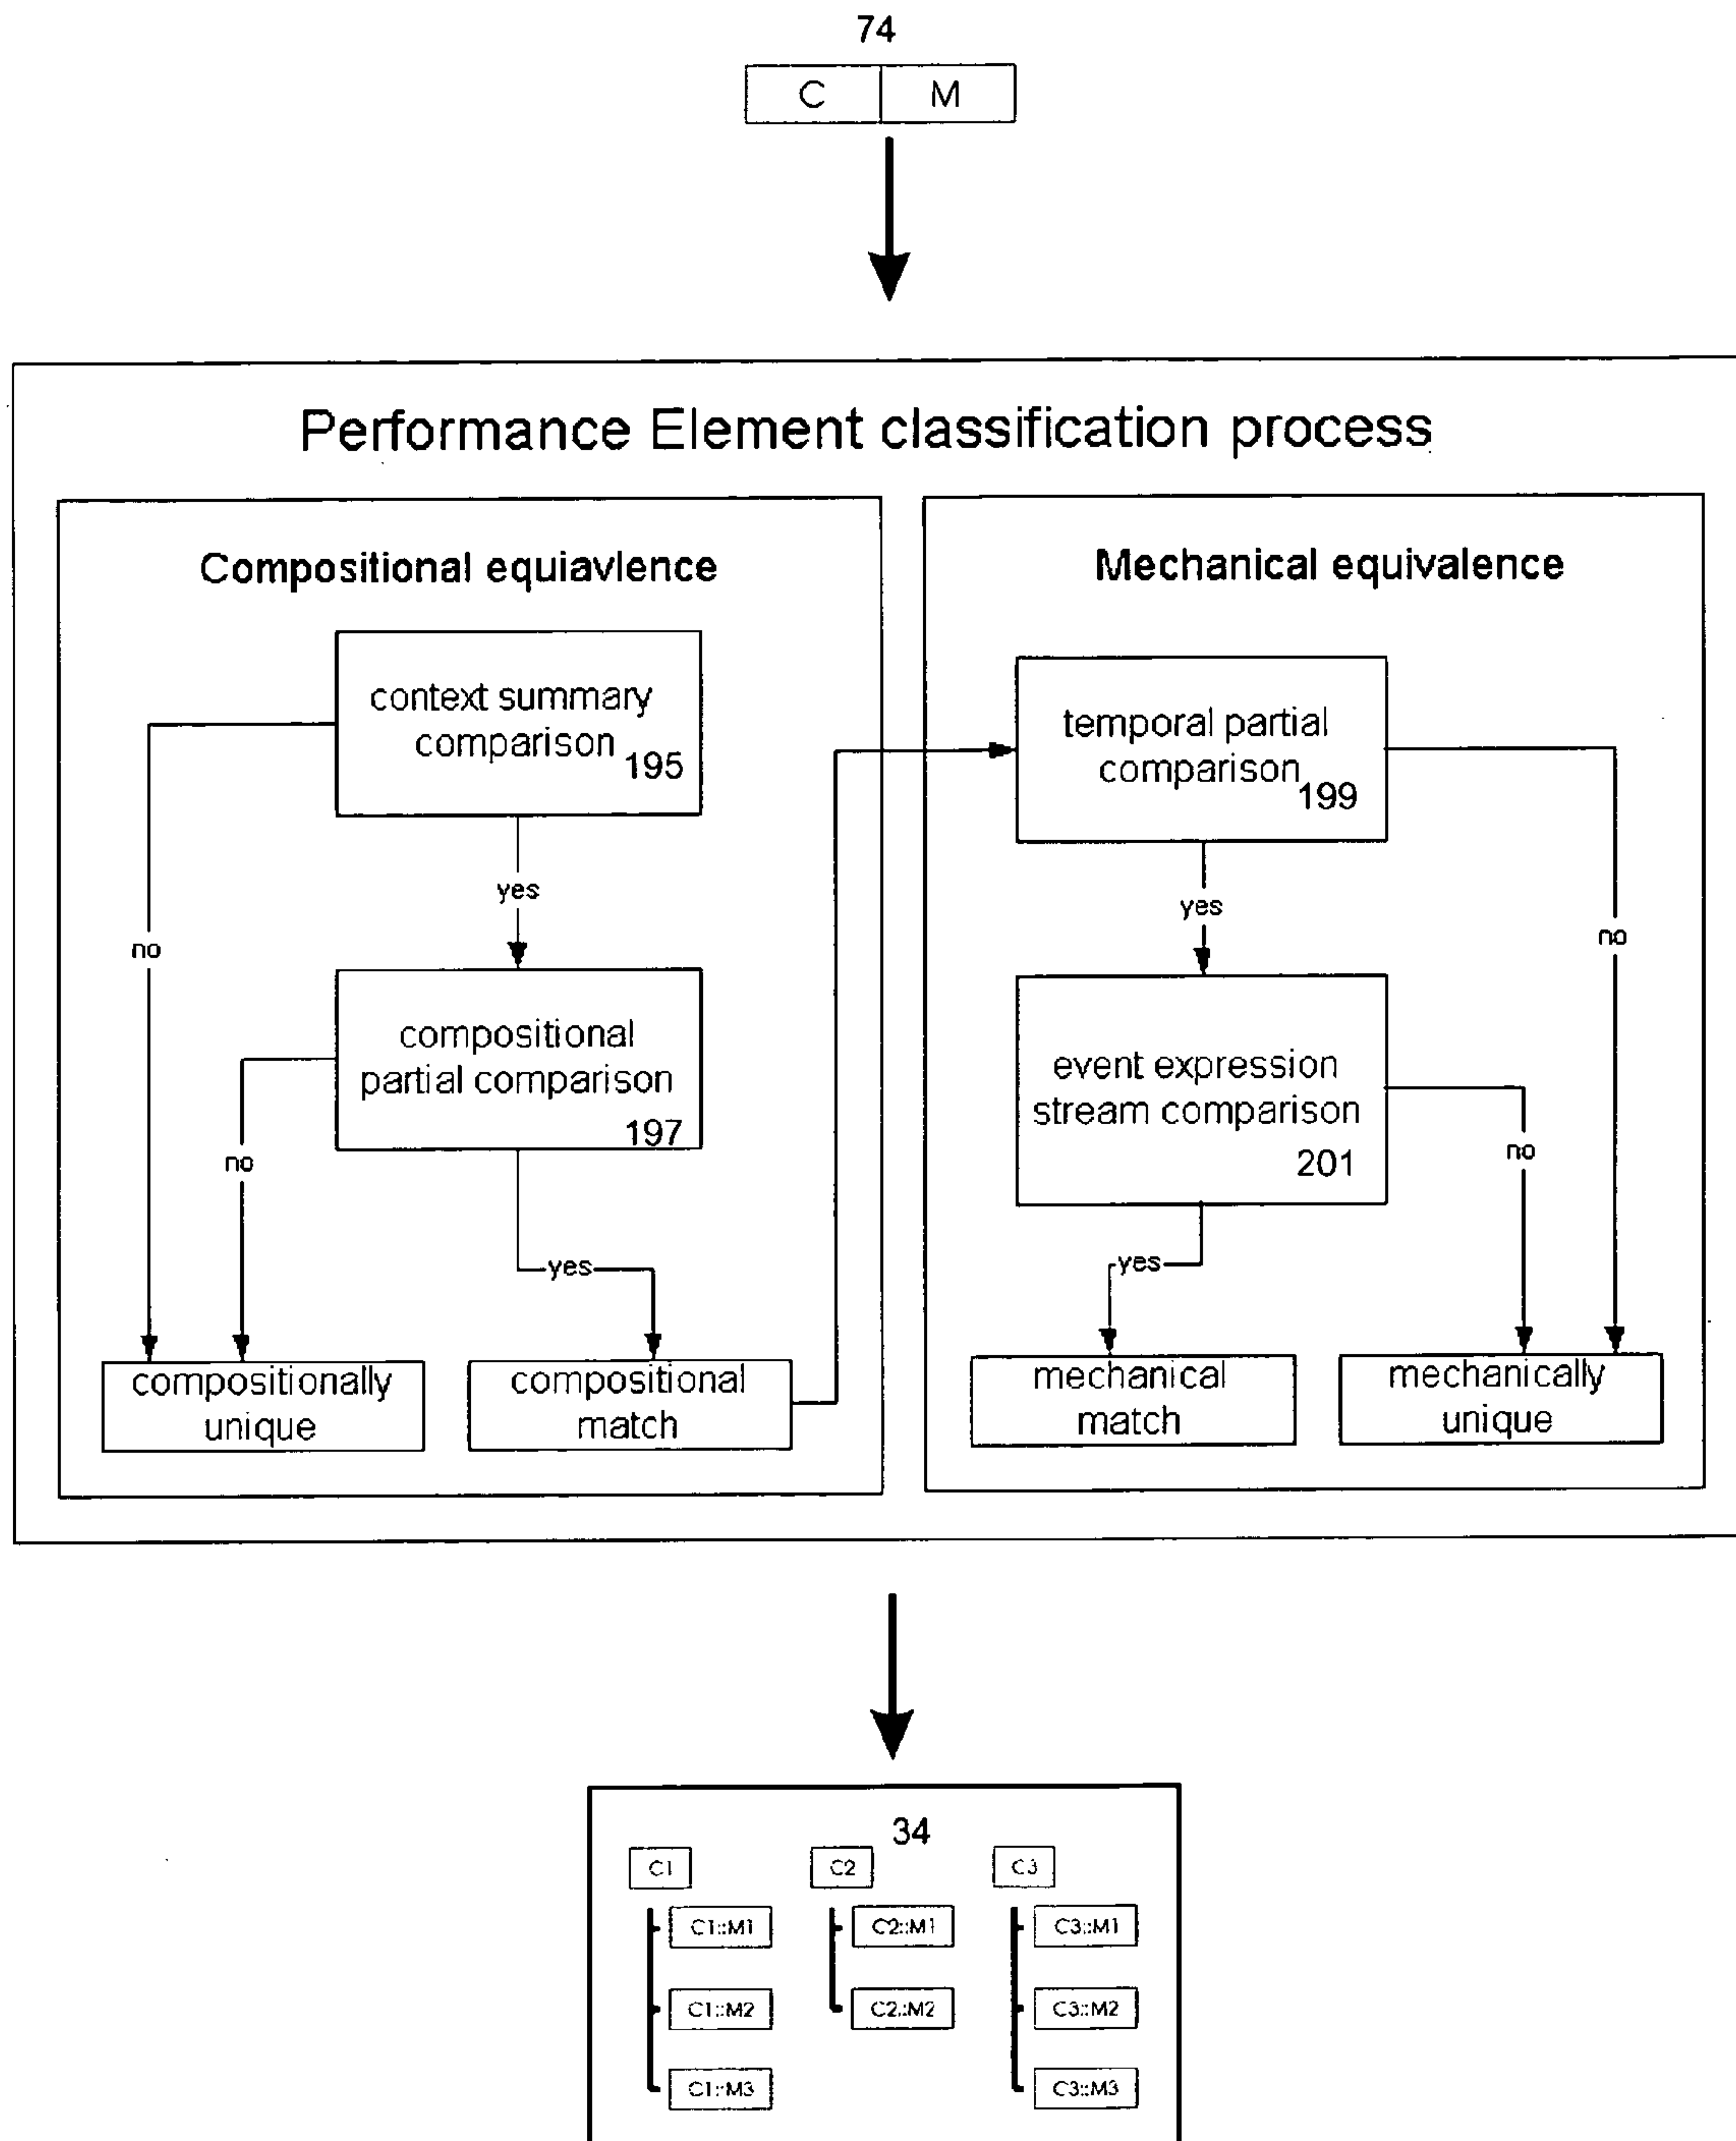 74
C M
Performance Element classification process
Compositional equiavlence
context summary
comparison
195
yes
no
compositional
partial comparison
197
no
yes
compositionally
unique
compositional
match
Mechanical equivalence
temporal partial
comparison
199
yes
no
event expression
stream comparison
201
no
yes
mechanical
match
mechanically
unique
34
C1 C2 C3
C1::M1 C2::M1 C3::M1
C1::M2 C2::M2 C3::M2
C1::M3 C3::M3